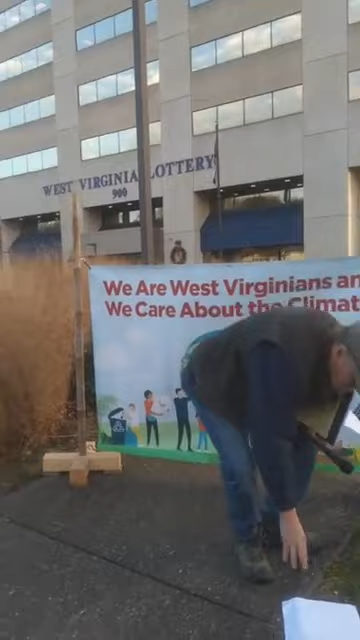 WEST VIRGINIA LOTTERY
900
We Are West Virginians an
We Care About the Climat